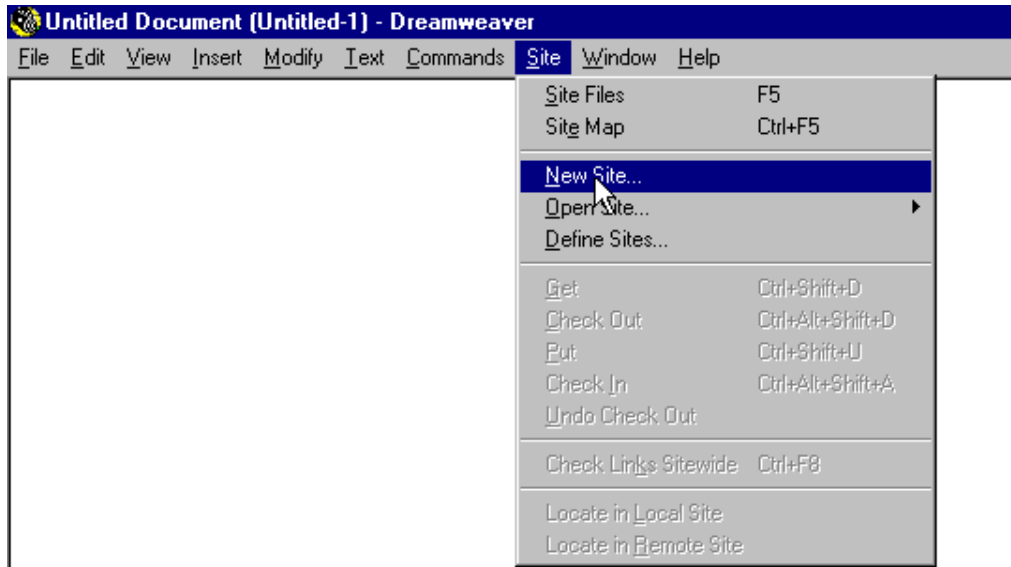 Untitled Document (Untitled-1) - Dreamweaver
File Edit View Insert Modify Text Commands Site Window Help
Site Files F5
Site Map Ctrl+F5
New Site...
Open Site...
Define Sites...
Get Ctrl+Shift+D
Check Out Ctrl+Alt+Shift+D
Put Ctrl+Shift+U
Check In Ctrl+Alt+Shift+A
Undo Check Out
Check Links Sitewide Ctrl+F8
Locate in Local Site
Locate in Remote Site